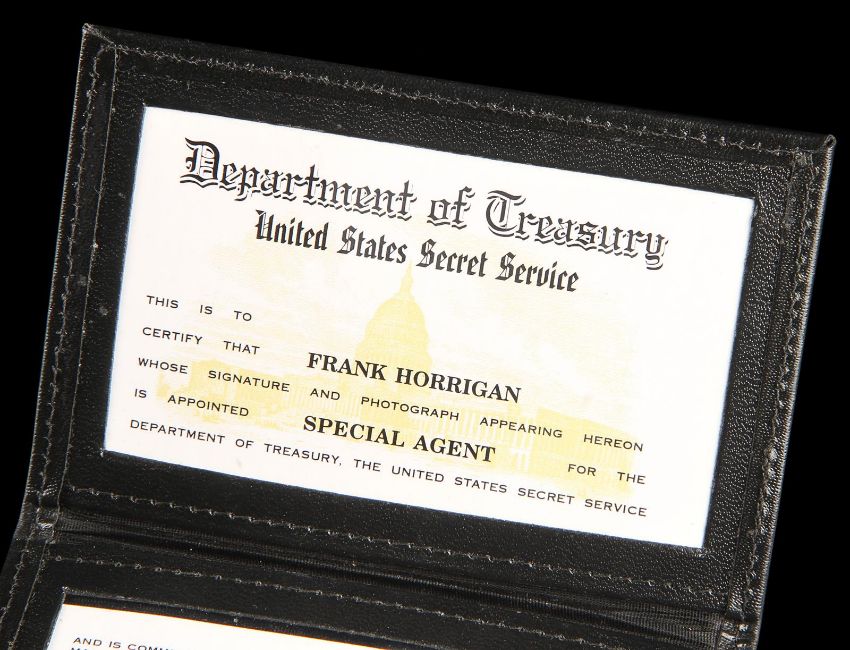 Department of Treasury
United States Secret Service
THIS IS TO
CERTIFY THAT FRANK HORRIGAN
WHOSE SIGNATURE AND PHOTOGRAPH APPEARING HEREON
IS APPOINTED SPECIAL AGENT FOR THE
DEPARTMENT OF TREASURY, THE UNITED STATES SECRET SERVICE
AND IS